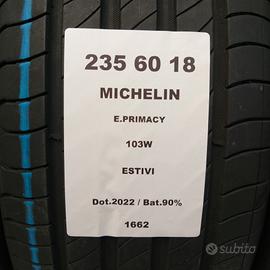 235 60 18
MICHELIN
E.PRIMACY
103W
ESTIVI
Dot.2022 / Bat.90%
1662
subito